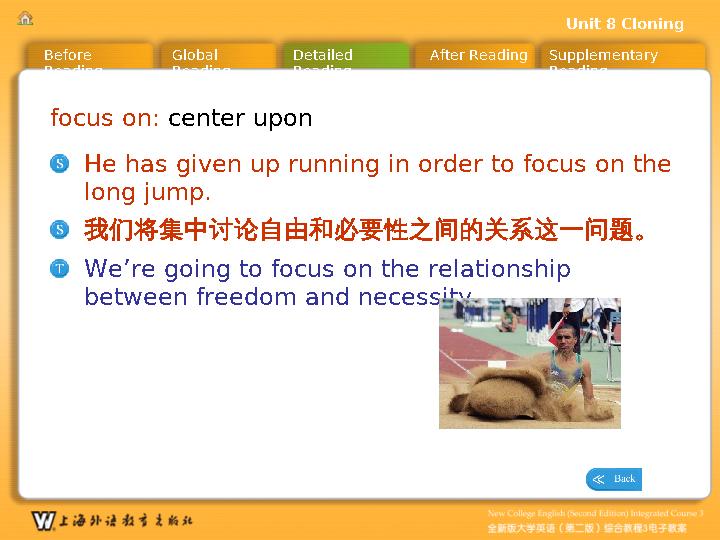 Unit 8 Cloning
Before Reading
Global Reading
Detailed Reading
After Reading
Supplementary Reading
focus on: center upon
S He has given up running in order to focus on the
long jump.
S 我们将集中讨论自由和必要性之间的关系这一问题。
T We’re going to focus on the relationship
between freedom and necessity
≪ Back
W 上海外语教育出版社
New College English (Second Edition) Integrated Course 3
全新版大学英语（第二版）综合教程3电子教案